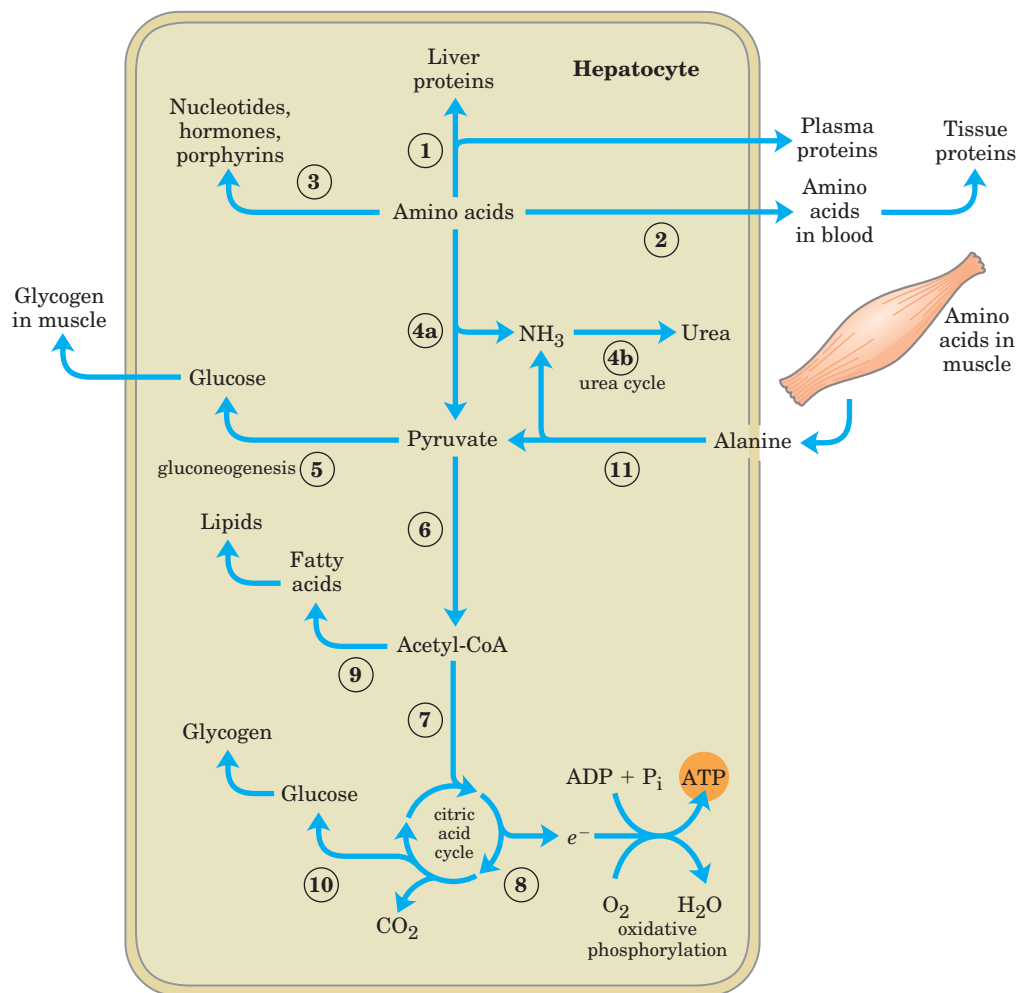 Hepatocyte
Liver
proteins
Nucleotides,
hormones,
porphyrins
1
Plasma
proteins
Tissue
proteins
3
Amino acids
2
Amino
acids
in blood
Glycogen
in muscle
4a
NH3
4b
urea cycle
Urea
Amino
acids in
muscle
Glucose
Pyruvate
Alanine
gluconeogenesis 5
11
6
Lipids
Fatty
acids
Acetyl-CoA
9
7
Glycogen
Glucose
citric
acid
cycle
ADP + Pi
ATP
e−
10
8
CO2
O2
H2O
oxidative
phosphorylation